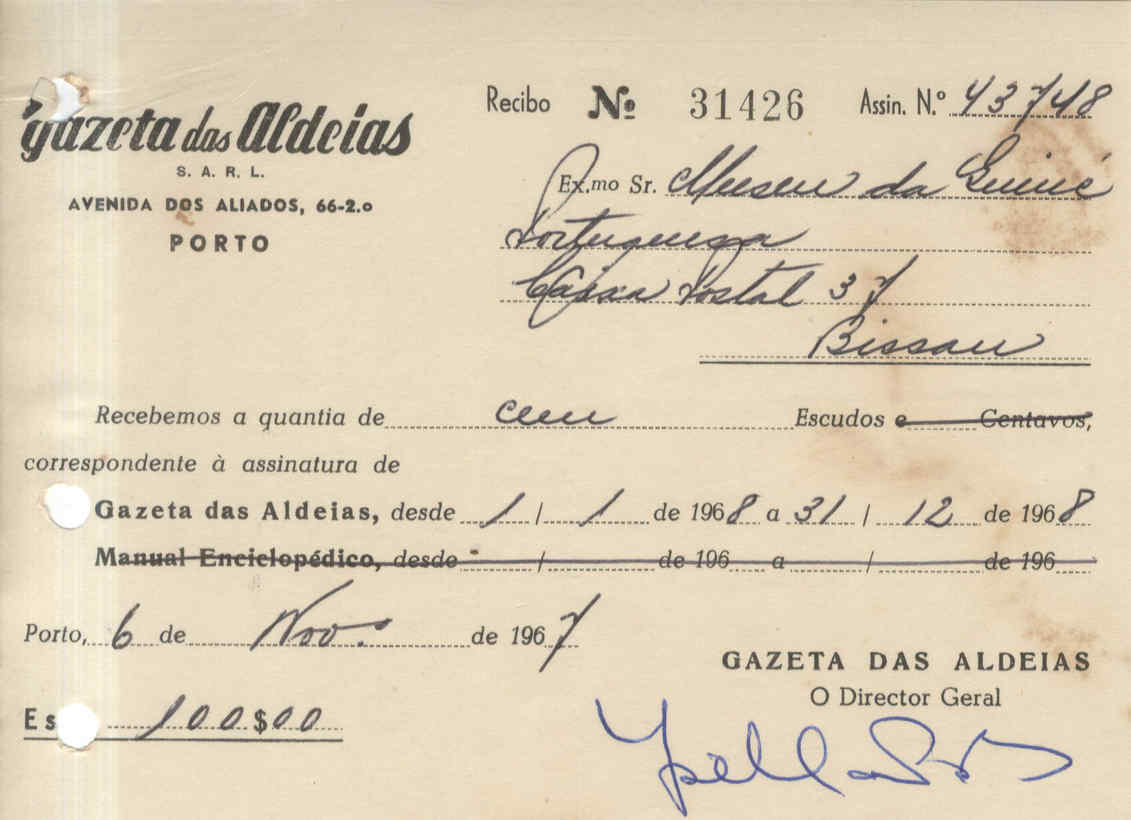 gazeta das Aldeias
S. A. R. L.
AVENIDA DOS ALIADOS, 66-2.º
PORTO
Recibo Nº 31426 Assin. N.º 43748
Ex.mo Sr. Museu da Guiné
Portuguesa
Caixa Postal 37
Bissau
Recebemos a quantia de cem Escudos e Centavos,
correspondente à assinatura de
Gazeta das Aldeias, desde 1 / 1 de 1968 a 31 / 12 de 1968
Manual Enciclopédico, desde / de 196 a / de 196
Porto, 6 de Nov. de 1967
GAZETA DAS ALDEIAS
O Director Geral
Es 100$00